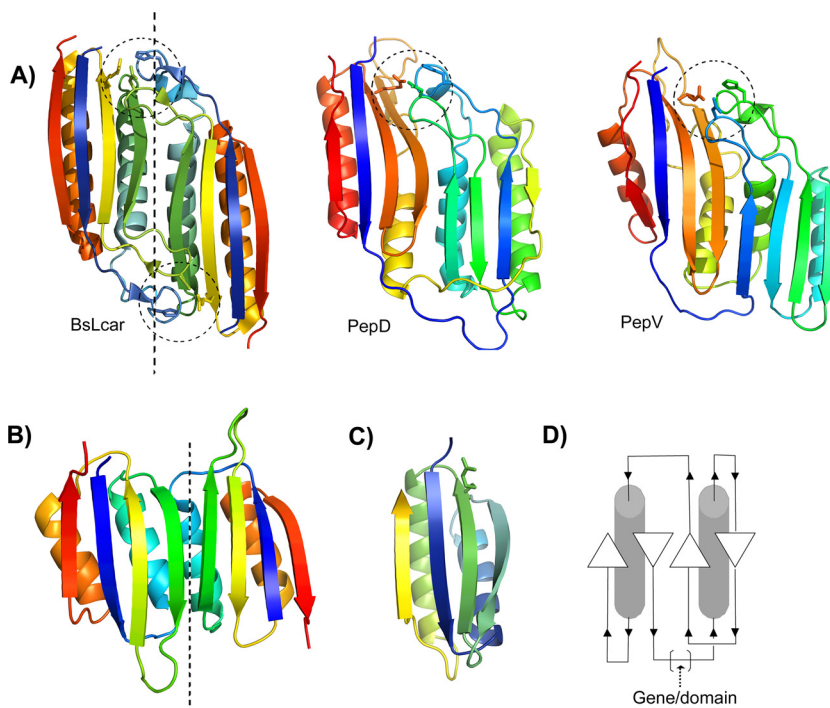 A)
BsLcar
PepD
PepV
B)
C)
D)
Gene/domain